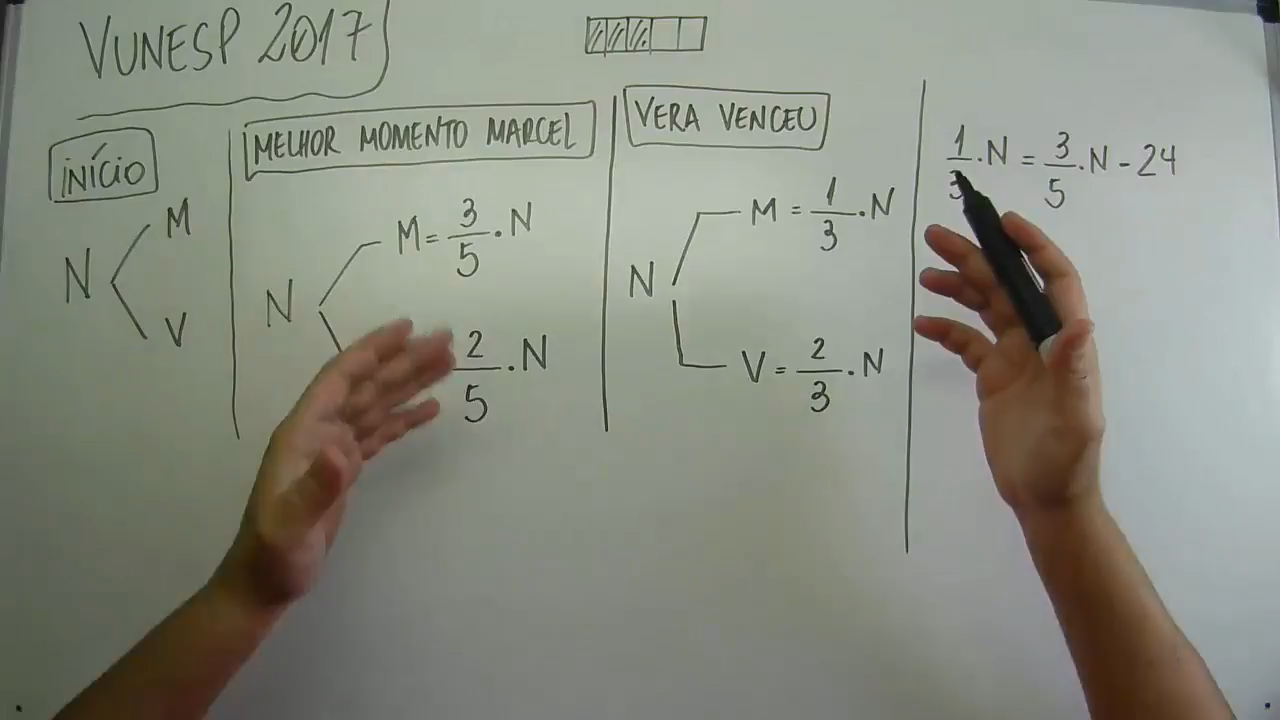 VUNESP 2017
INÍCIO
N
M
V
MELHOR MOMENTO MARCEL
N
M = 3/5 . N
2/5 . N
VERA VENCEU
N
M = 1/3 . N
V = 2/3 . N
1/3 . N = 3/5 . N - 24